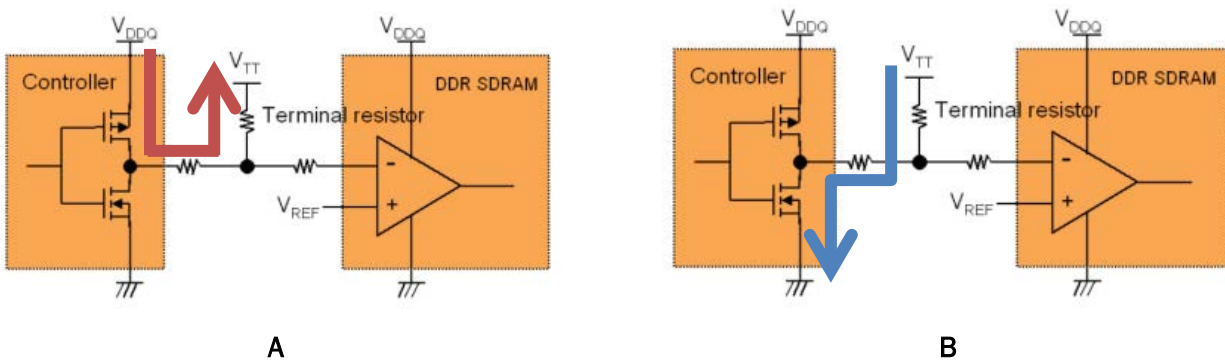 VDDQ
VDDQ
Controller
VTT
DDR SDRAM
Terminal resistor
-
VREF
+
A
VDDQ
VDDQ
Controller
VTT
DDR SDRAM
Terminal resistor
-
VREF
+
B